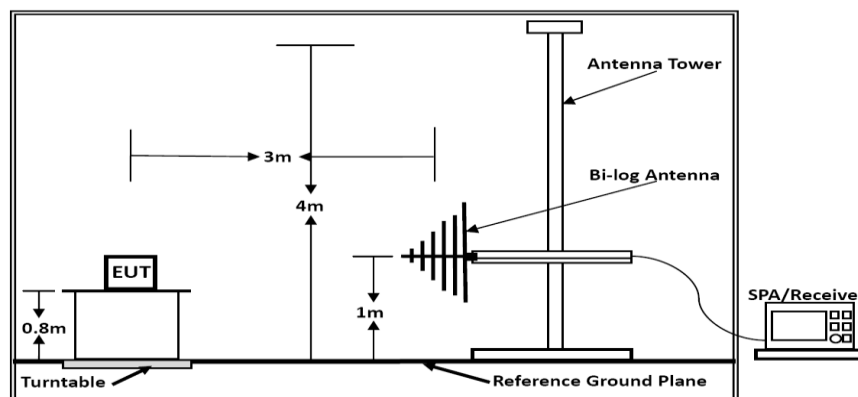 Antenna Tower
3m
Bi-log Antenna
4m
EUT
SPA/Receive
0.8m
1m
Turntable
Reference Ground Plane